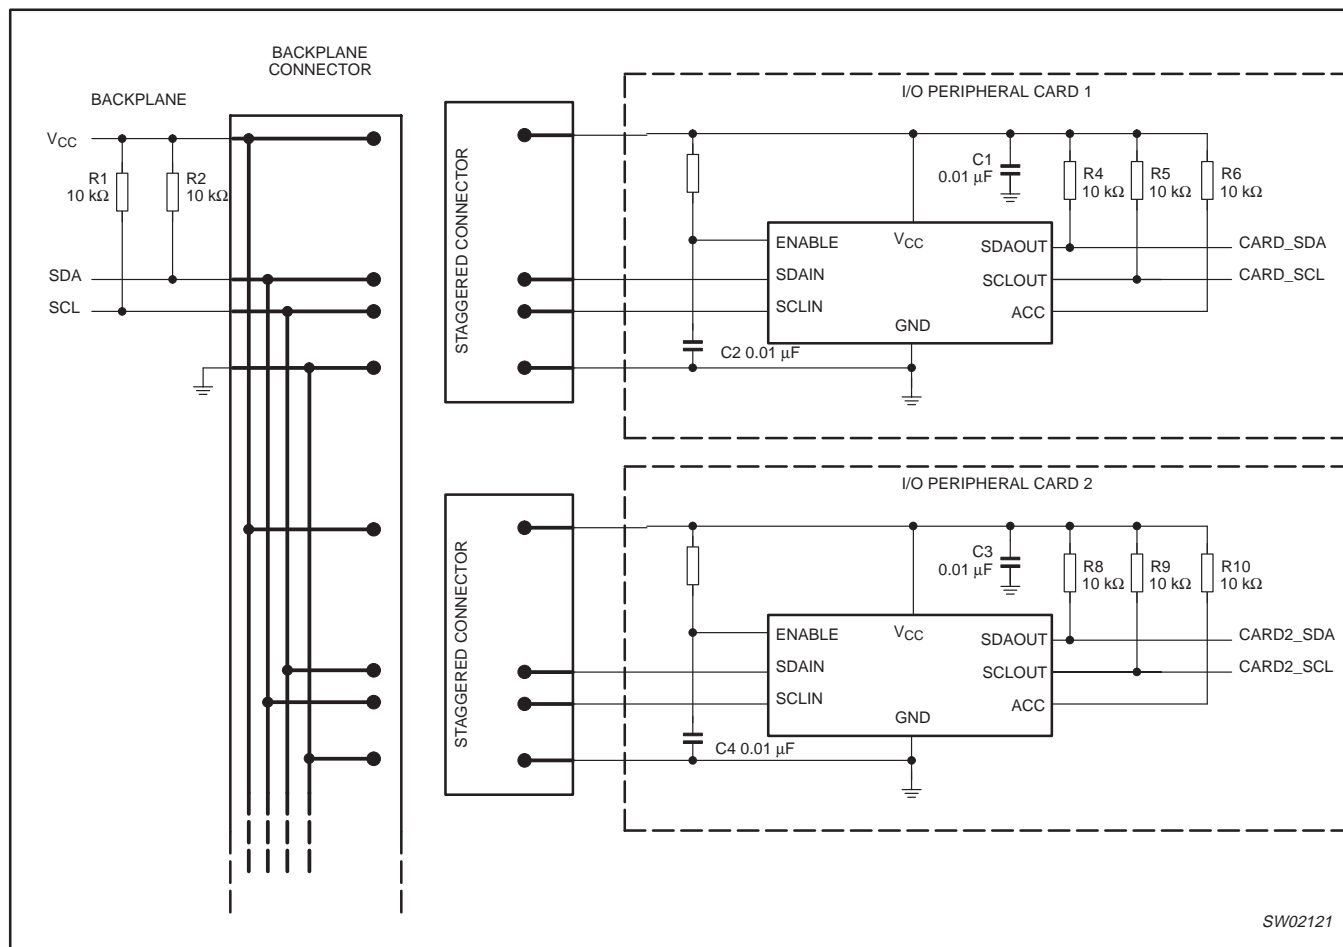 BACKPLANE
CONNECTOR
BACKPLANE
VCC
R1
10 kΩ
R2
10 kΩ
SDA
SCL
STAGGERED CONNECTOR
I/O PERIPHERAL CARD 1
C1
0.01 μF
R4
10 kΩ
R5
10 kΩ
R6
10 kΩ
ENABLE
VCC
SDAOUT
CARD_SDA
SDAIN
SCLOUT
CARD_SCL
SCLIN
ACC
GND
C2 0.01 μF
STAGGERED CONNECTOR
I/O PERIPHERAL CARD 2
C3
0.01 μF
R8
10 kΩ
R9
10 kΩ
R10
10 kΩ
ENABLE
VCC
SDAOUT
CARD2_SDA
SDAIN
SCLOUT
CARD2_SCL
SCLIN
ACC
GND
C4 0.01 μF
SW02121